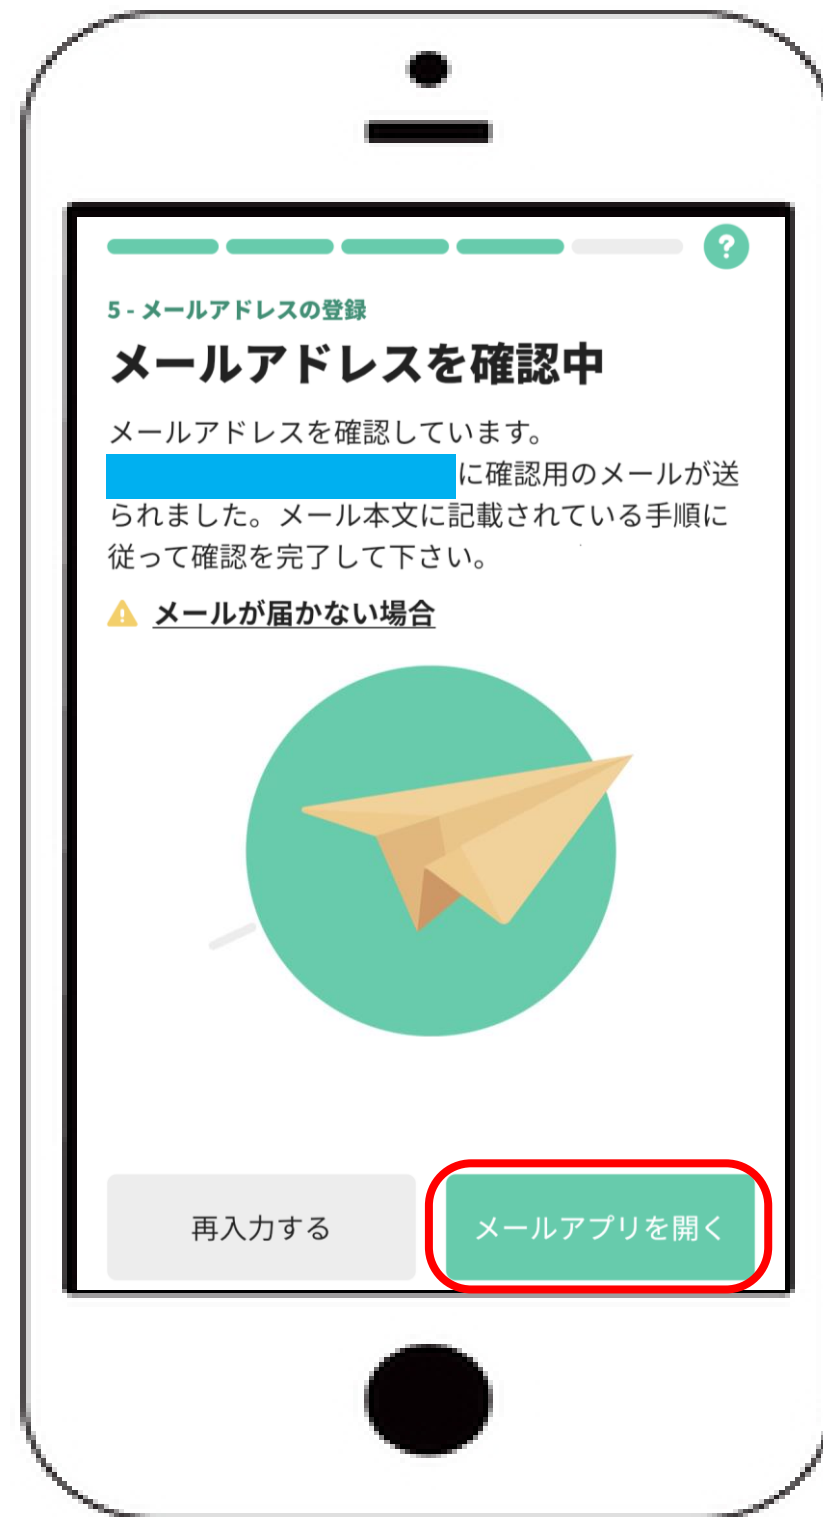 ?
5 - メールアドレスの登録
メールアドレスを確認中
メールアドレスを確認しています。
に確認用のメールが送
られました。メール本文に記載されている手順に
従って確認を完了して下さい。
メールが届かない場合
再入力する
メールアプリを開く